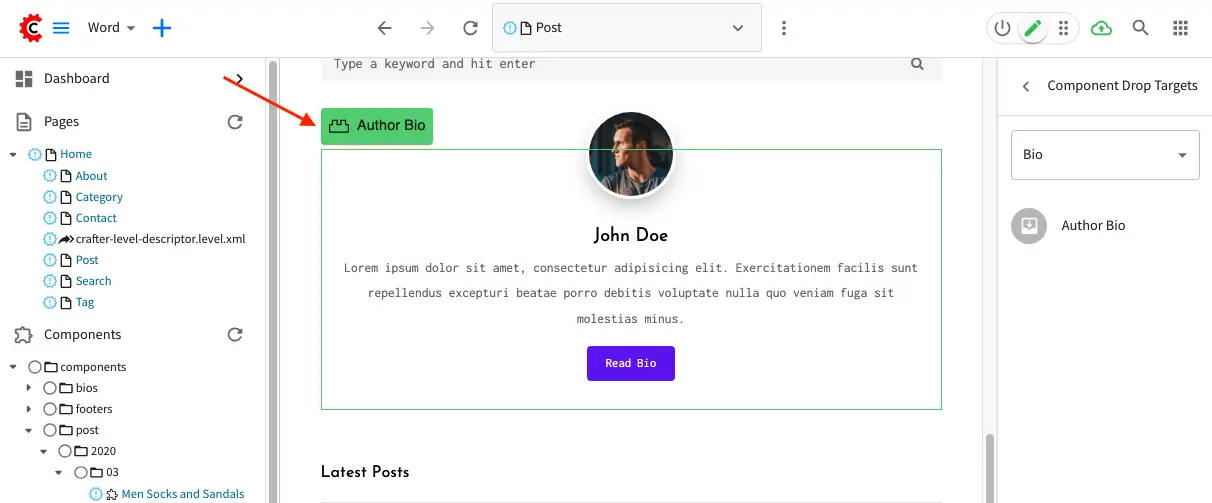 C
Word
Post
Dashboard
Pages
Home
About
Category
Contact
crafter-level-descriptor.level.xml
Post
Search
Tag
Components
components
bios
footers
post
2020
03
Men Socks and Sandals
Type a keyword and hit enter
Author Bio
John Doe
Lorem ipsum dolor sit amet, consectetur adipisicing elit. Exercitationem facilis sunt
repellendus excepturi beatae porro debitis voluptate nulla quo veniam fuga sit
molestias minus.
Read Bio
Latest Posts
Component Drop Targets
Bio
Author Bio